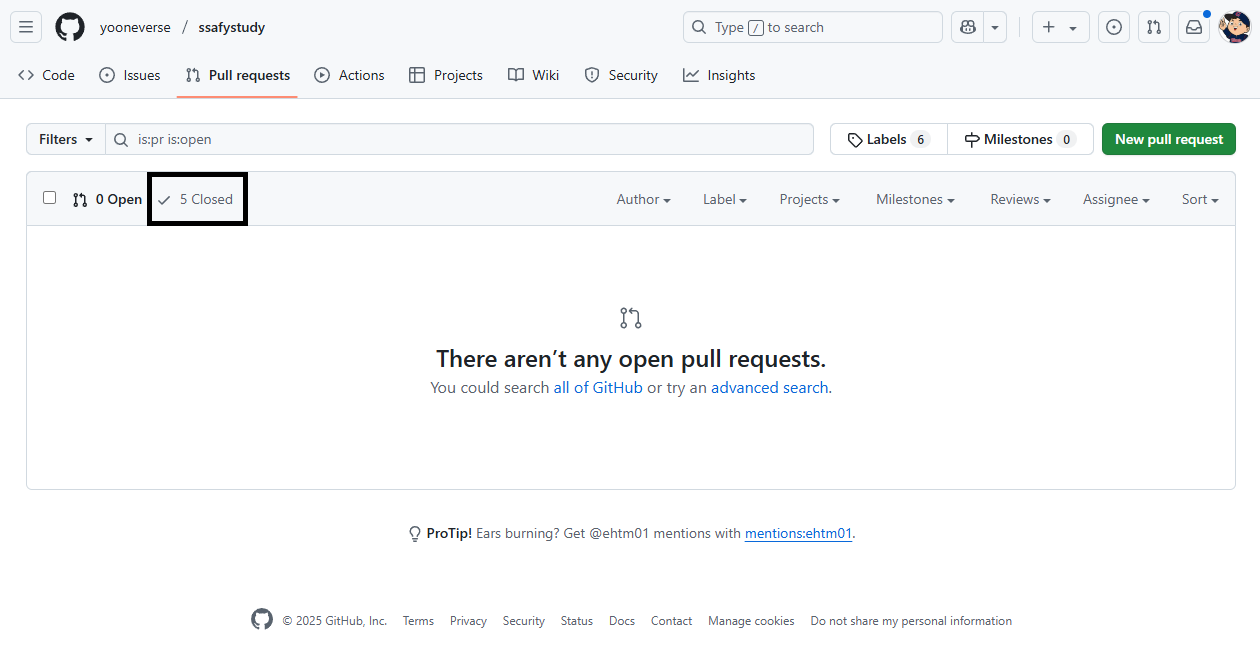 yooneverse / ssafystudy
Type / to search
Code Issues Pull requests Actions Projects Wiki Security Insights
Filters is:pr is:open Labels 6 Milestones 0 New pull request
0 Open 5 Closed Author Label Projects Milestones Reviews Assignee Sort
There aren’t any open pull requests.
You could search all of GitHub or try an advanced search.
ProTip! Ears burning? Get @ehtm01 mentions with mentions:ehtm01.
© 2025 GitHub, Inc. Terms Privacy Security Status Docs Contact Manage cookies Do not share my personal information